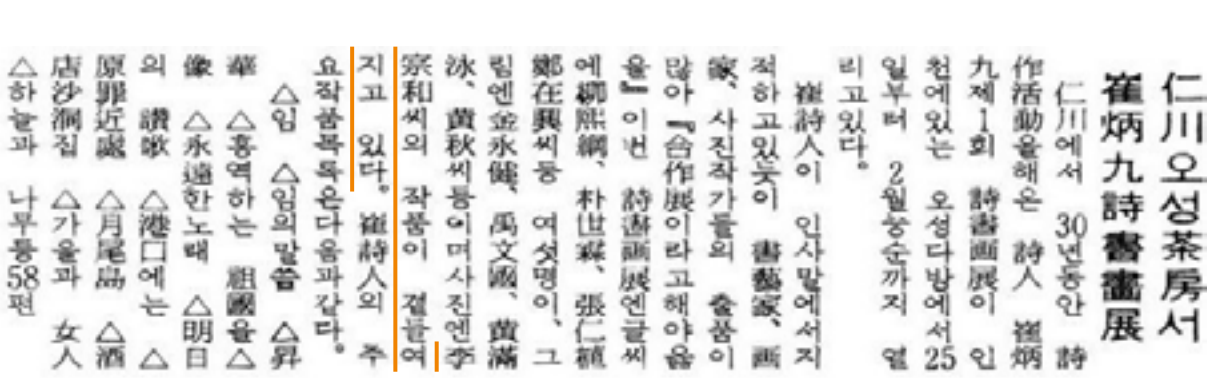 仁川오성茶房서
崔炳九詩書畵展
仁川에서 30년동안 詩
作活動을해온 詩人 崔炳
九제1회 詩書画展이 인
천에있는 오성다방에서25
일부터 2월중순까지 열
리고있다.
崔詩人이 인사말에서지
적하고있듯이 書藝家、画
家、사진작가들의 출품이
많아『合作展이라고해야옳
을』이번 詩書画展엔글씨
에 柳熙綱、朴世霖、張仁植
鄭在興씨등 여섯명이、그
림엔金永健、禹文國、黄滿
泳、黄秋씨등이며사진엔李
宗和씨의 작품이 곁들여
지고 있다。崔詩人의 주
요작품목록은다음과같다。
△임 △임의말씀 △昇
華 △흥역하는 祖國을△
像 △永遠한노래 △明日
의 讃歌 △港口에는 △
原罪近處 △月尾島 △酒
店沙洞집 △가을과 女人
△하늘과 나무등58편